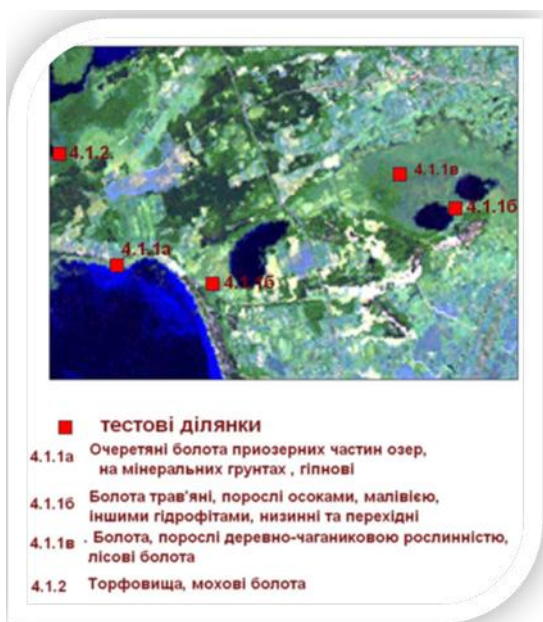 4.1.2
4.1.1в
4.1.1б
4.1.1а
4.1.1б
тестові ділянки
4.1.1а Очеретяні болота приозерних частин озер,
на мінеральних грунтах , гіпнові
4.1.1б Болота трав'яні, порослі осоками, малівією,
іншими гідрофітами, низинні та перехідні
4.1.1в . Болота, порослі деревно-чаганиковою рослинністю,
лісові болота
4.1.2 Торфовища, мохові болота